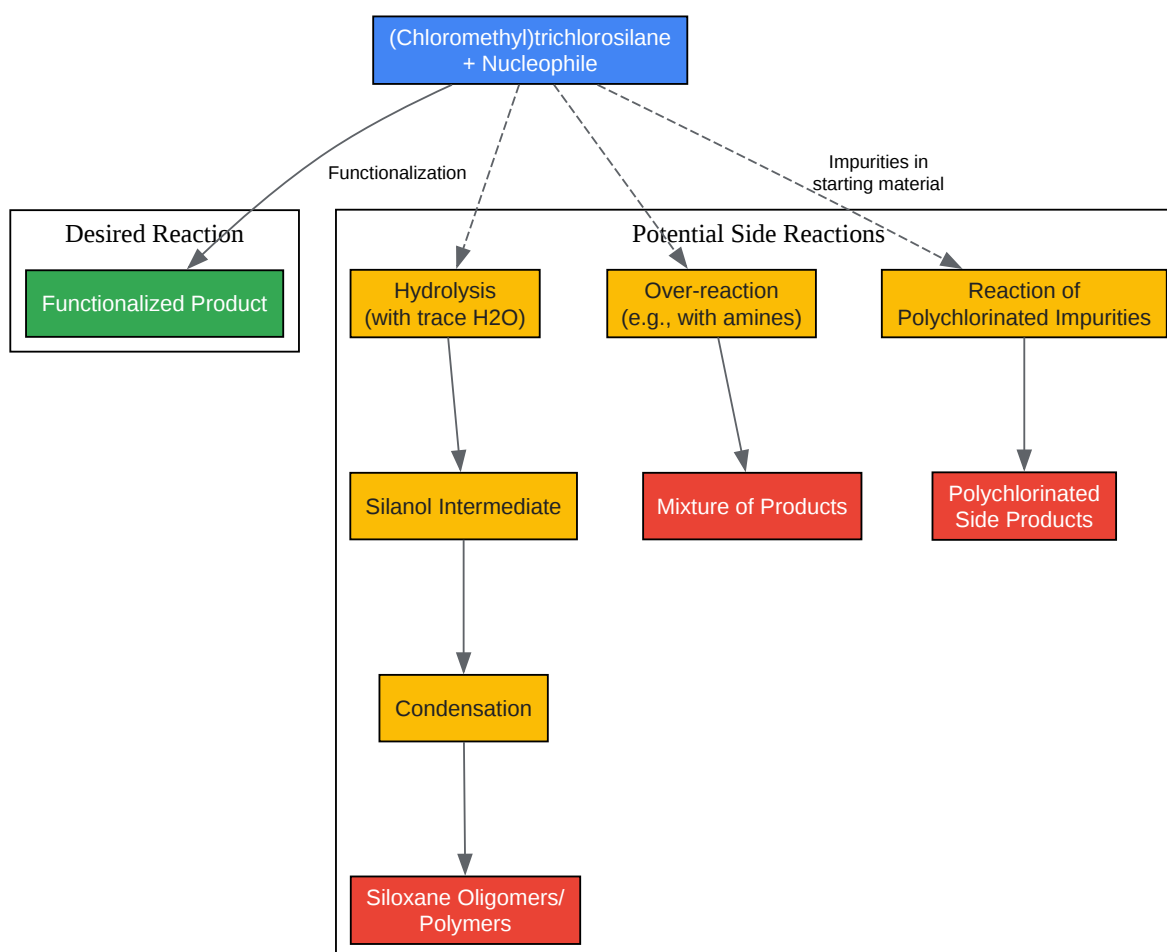 (Chloromethyl)trichlorosilane
+ Nucleophile
Functionalization
Impurities in
starting material
Desired Reaction
Functionalized Product
Potential Side Reactions
Hydrolysis
(with trace H2O)
Over-reaction
(e.g., with amines)
Reaction of
Polychlorinated Impurities
Silanol Intermediate
Mixture of Products
Polychlorinated
Side Products
Condensation
Siloxane Oligomers/
Polymers